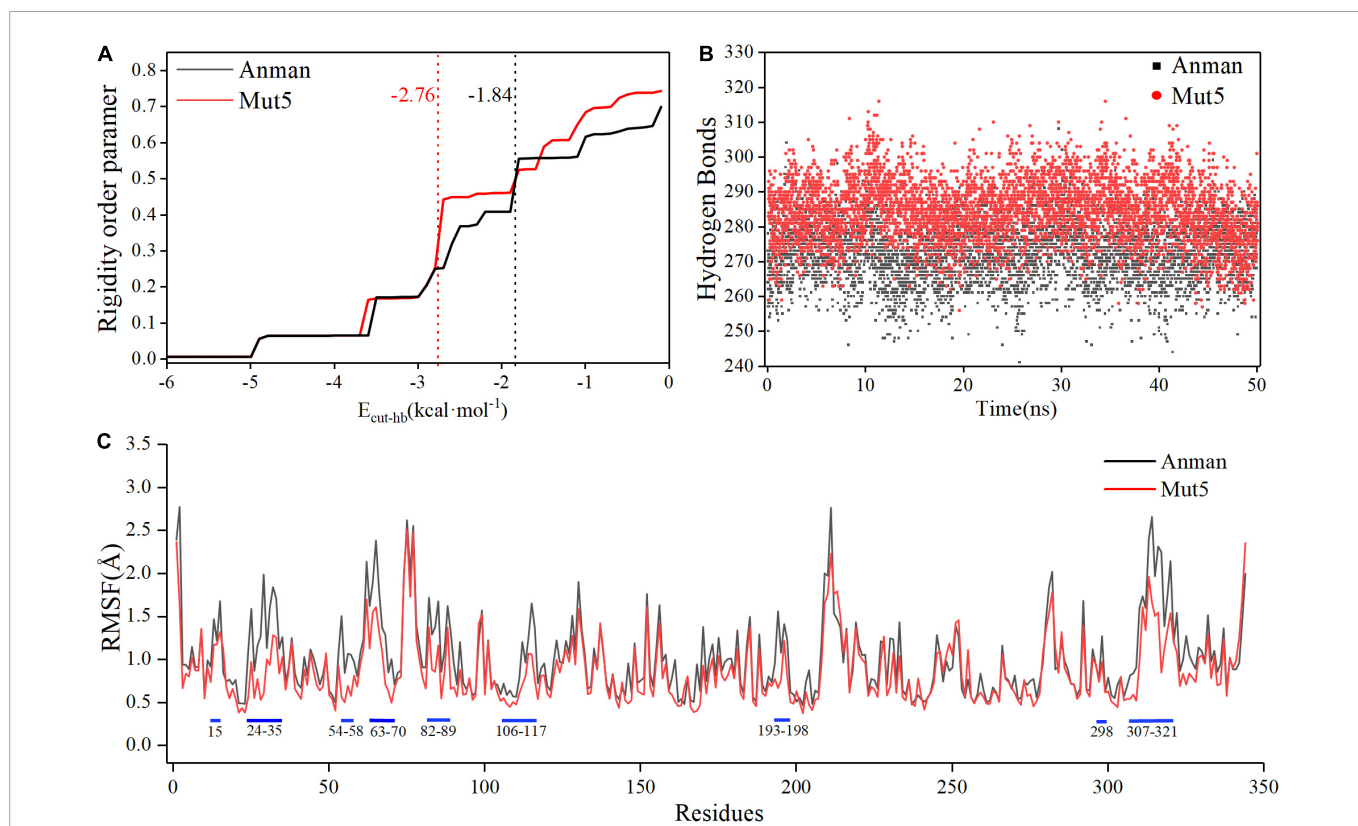 A
Anman
Mut5
-2.76
-1.84
Rigidity order paramer
0.8
0.7
0.6
0.5
0.4
0.3
0.2
0.1
0.0
-6 -5 -4 -3 -2 -1 0
Ecut-hb(kcal·mol-1)
B
Anman
Mut5
Hydrogen Bonds
330
320
310
300
290
280
270
260
250
240
0 10 20 30 40 50
Time(ns)
C
Anman
Mut5
RMSF(Å)
3.5
3.0
2.5
2.0
1.5
1.0
0.5
0.0
15 24-35 54-58 63-70 82-89 106-117 193-198 298 307-321
0 50 100 150 200 250 300 350
Residues